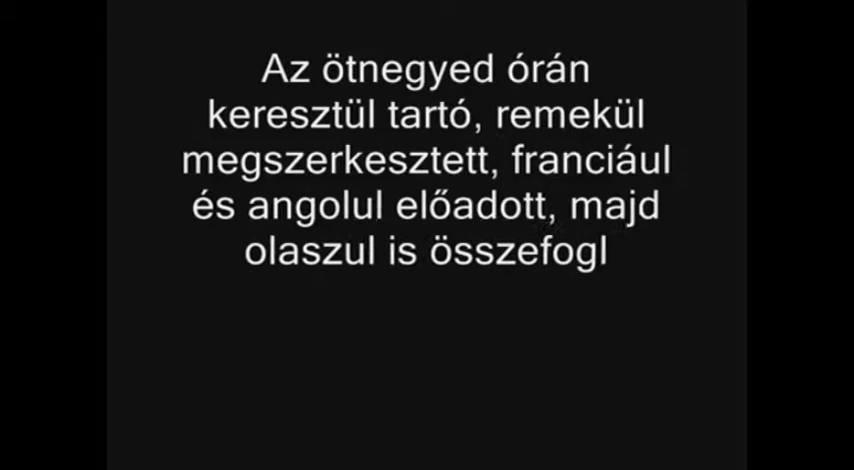 Az ötnegyed órán
keresztül tartó, remekül
megszerkesztett, franciául
és angolul előadott, majd
olaszul is összefogl